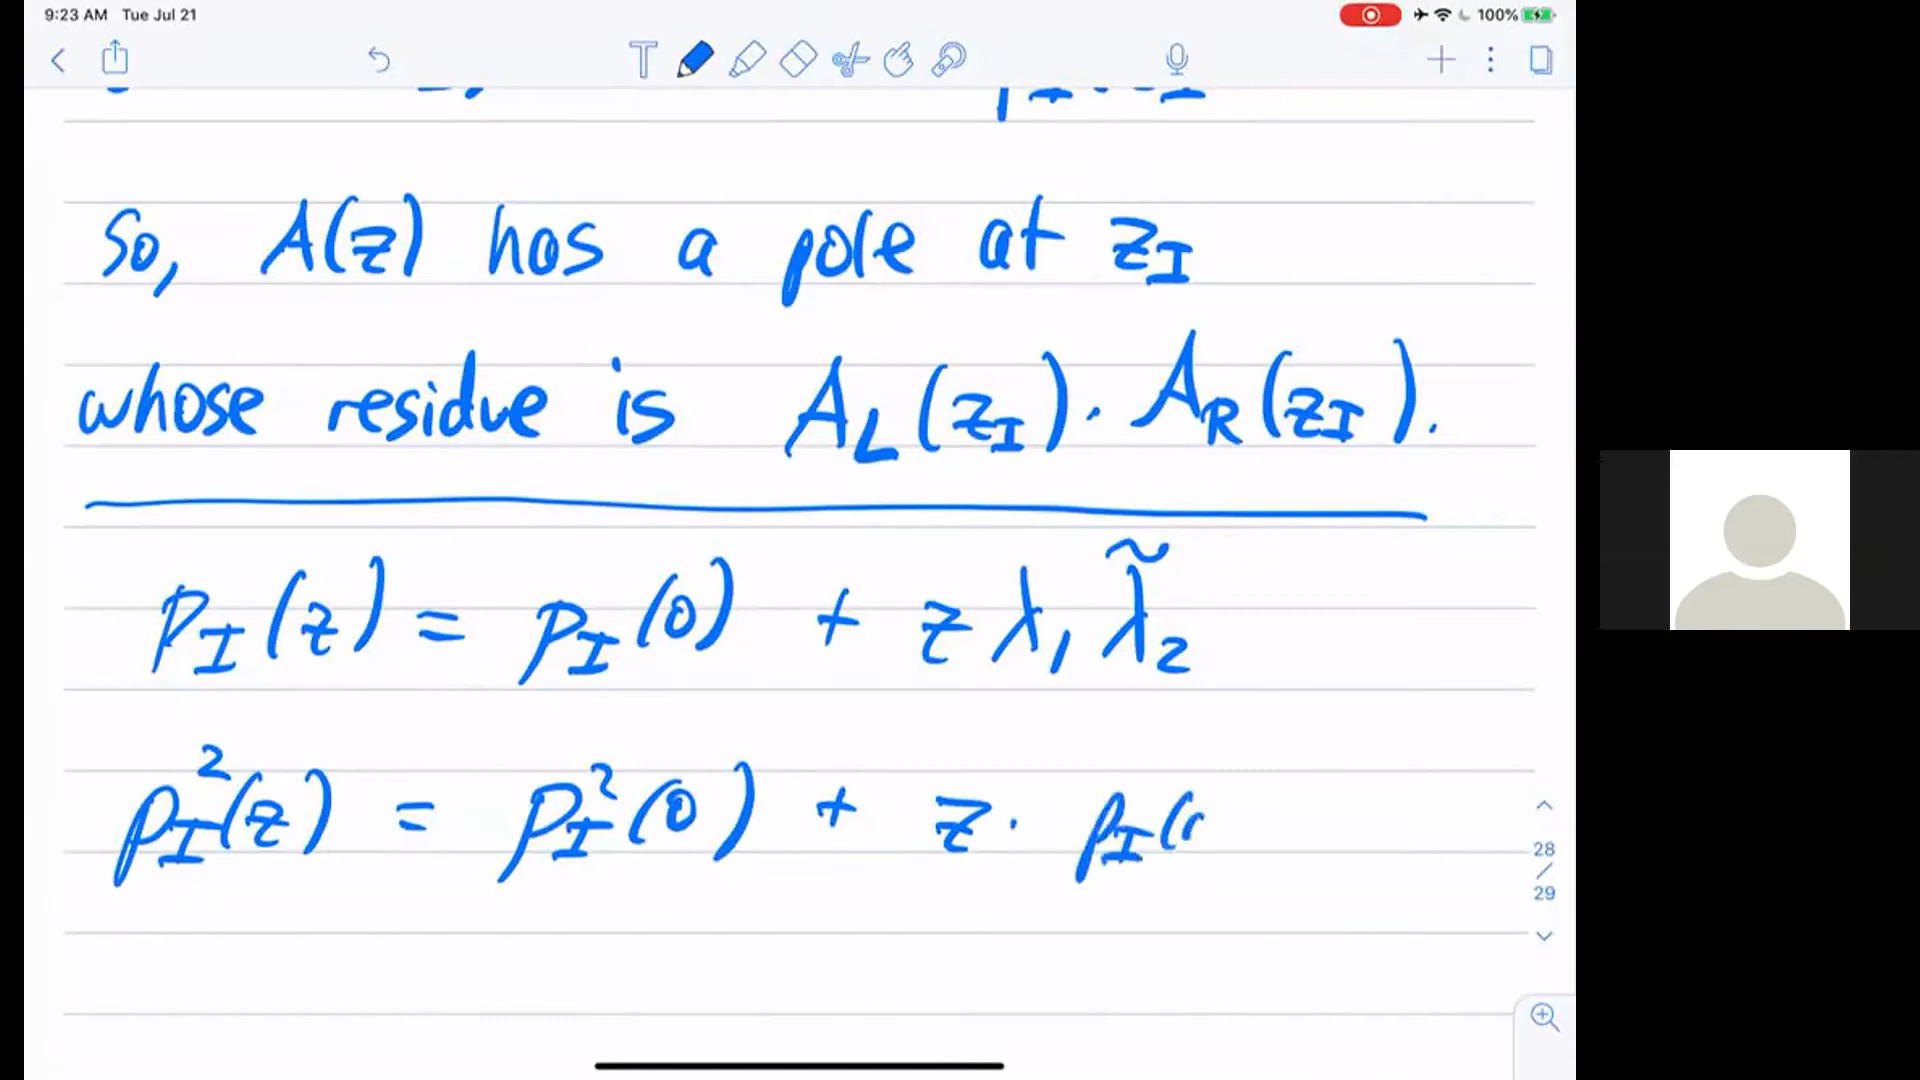 9:23 AM Tue Jul 21
100%
So, A(z) has a pole at z_I
whose residue is A_L(z_I) · A_R(z_I).
p_I(z) = p_I(0) + z λ_1 λ̃_2
p_I^2(z) = p_I^2(0) + z · p_I(
28
/
29